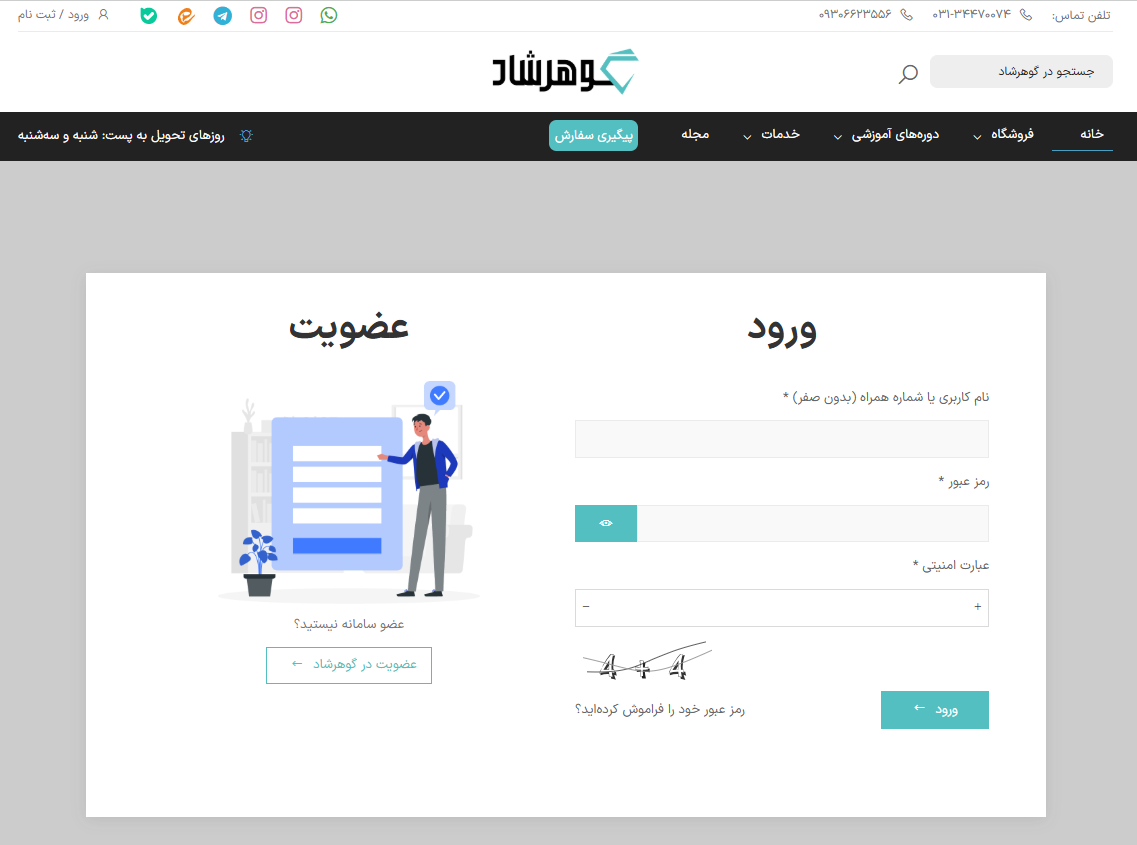 تلفن تماس: ۰۳۱-۳۴۴۷۰۰۷۴ ۰۹۳۰۶۶۲۳۵۵۶
ورود / ثبت نام
جستجو در گوهرشاد
گوهرشاد
خانه فروشگاه دوره‌های آموزشی خدمات مجله پیگیری سفارش
روزهای تحویل به پست: شنبه و سه‌شنبه
ورود
نام کاربری یا شماره همراه (بدون صفر) *
رمز عبور *
عبارت امنیتی *
+ −
4 + 4
ورود ←
رمز عبور خود را فراموش کرده‌اید؟
عضویت
عضو سامانه نیستید؟
عضویت در گوهرشاد ←